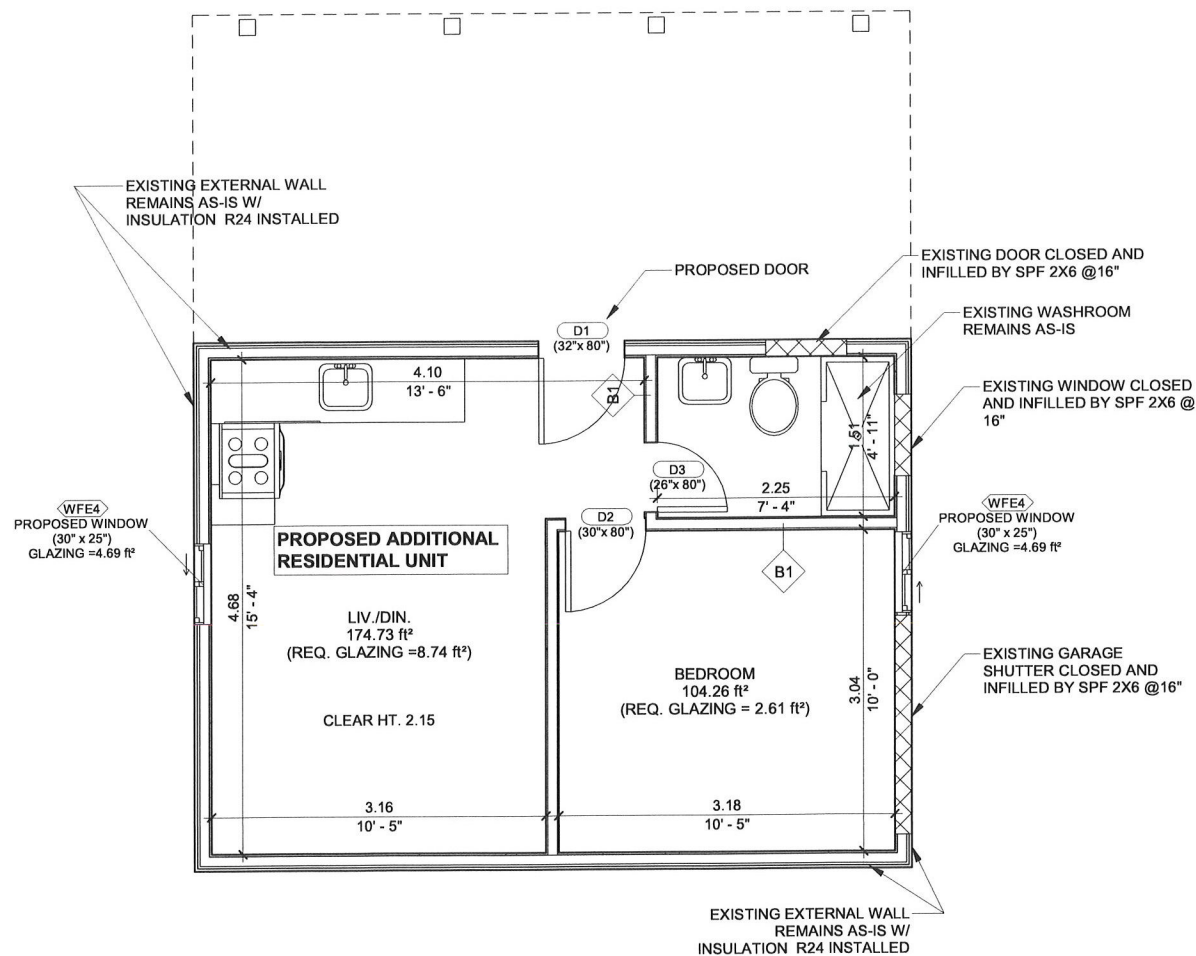 EXISTING EXTERNAL WALL
REMAINS AS-IS W/
INSULATION R24 INSTALLED
PROPOSED DOOR
EXISTING DOOR CLOSED AND
INFILLED BY SPF 2X6 @16"
EXISTING WASHROOM
REMAINS AS-IS
D1
(32"x 80")
4.10
13' - 6"
B1
EXISTING WINDOW CLOSED
AND INFILLED BY SPF 2X6 @
16"
1.51
4' - 11"
D3
(26"x 80")
2.25
7' - 4"
WFE4
PROPOSED WINDOW
(30" x 25")
GLAZING =4.69 ft²
D2
(30"x 80")
WFE4
PROPOSED WINDOW
(30" x 25")
GLAZING =4.69 ft²
PROPOSED ADDITIONAL
RESIDENTIAL UNIT
B1
4.68
15' - 4"
LIV./DIN.
174.73 ft²
(REQ. GLAZING =8.74 ft²)
CLEAR HT. 2.15
BEDROOM
104.26 ft²
(REQ. GLAZING = 2.61 ft²)
3.04
10' - 0"
EXISTING GARAGE
SHUTTER CLOSED AND
INFILLED BY SPF 2X6 @16"
3.16
10' - 5"
3.18
10' - 5"
EXISTING EXTERNAL WALL
REMAINS AS-IS W/
INSULATION R24 INSTALLED